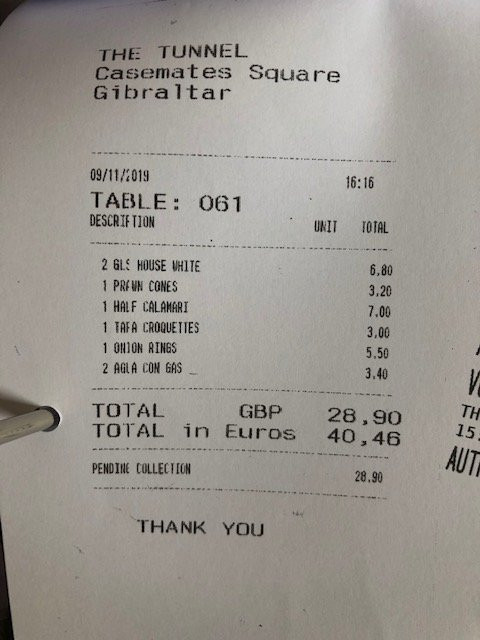 THE TUNNEL
Casemates Square
Gibraltar
09/11/2019 16:16
TABLE: 061
DESCRIPTION UNIT TOTAL
2 GLS HOUSE WHITE 6,80
1 PRAWN CONES 3,20
1 HALF CALAMARI 7,00
1 TAPA CROQUETTES 3,00
1 ONION RINGS 5,50
2 AGUA CON GAS 3,40
TOTAL GBP 28,90
TOTAL in Euros 40,46
PENDING COLLECTION 28,90
THANK YOU
TH
15.
AUT